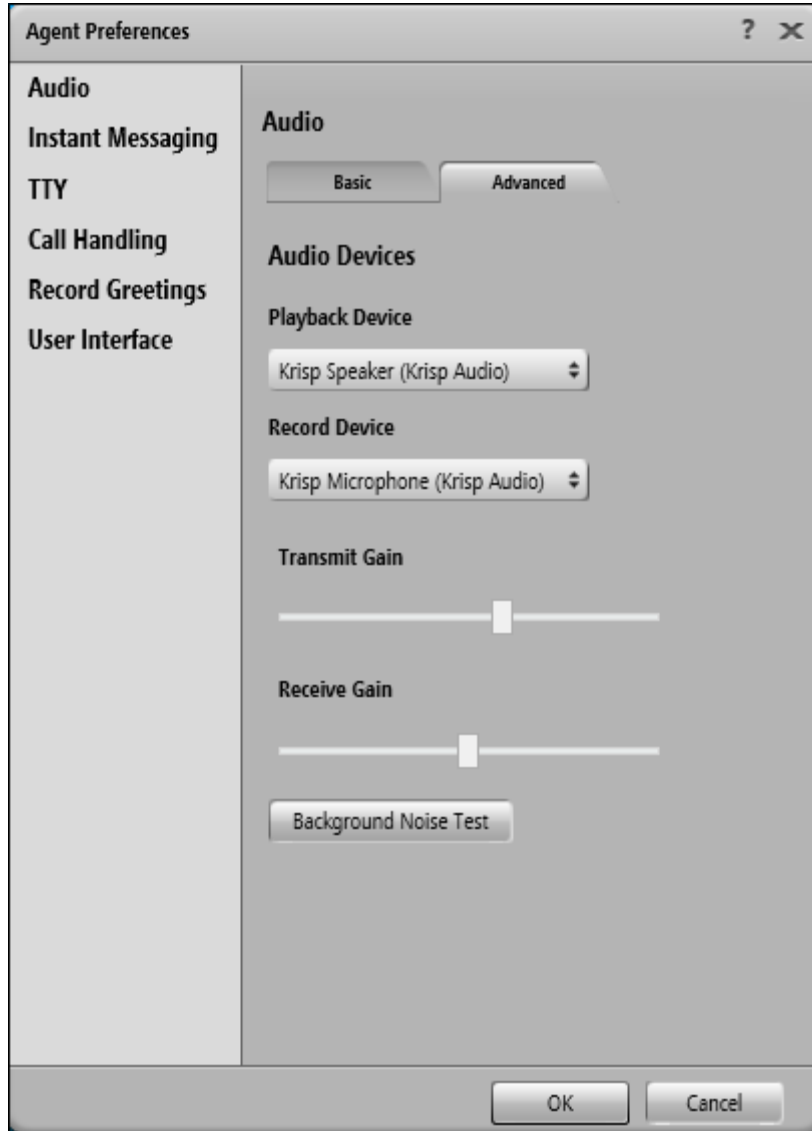 Agent Preferences
?
Audio
Instant Messaging
TTY
Call Handling
Record Greetings
User Interface
Audio
Basic
Advanced
Audio Devices
Playback Device
Krisp Speaker (Krisp Audio)
Record Device
Krisp Microphone (Krisp Audio)
Transmit Gain
Receive Gain
Background Noise Test
OK
Cancel